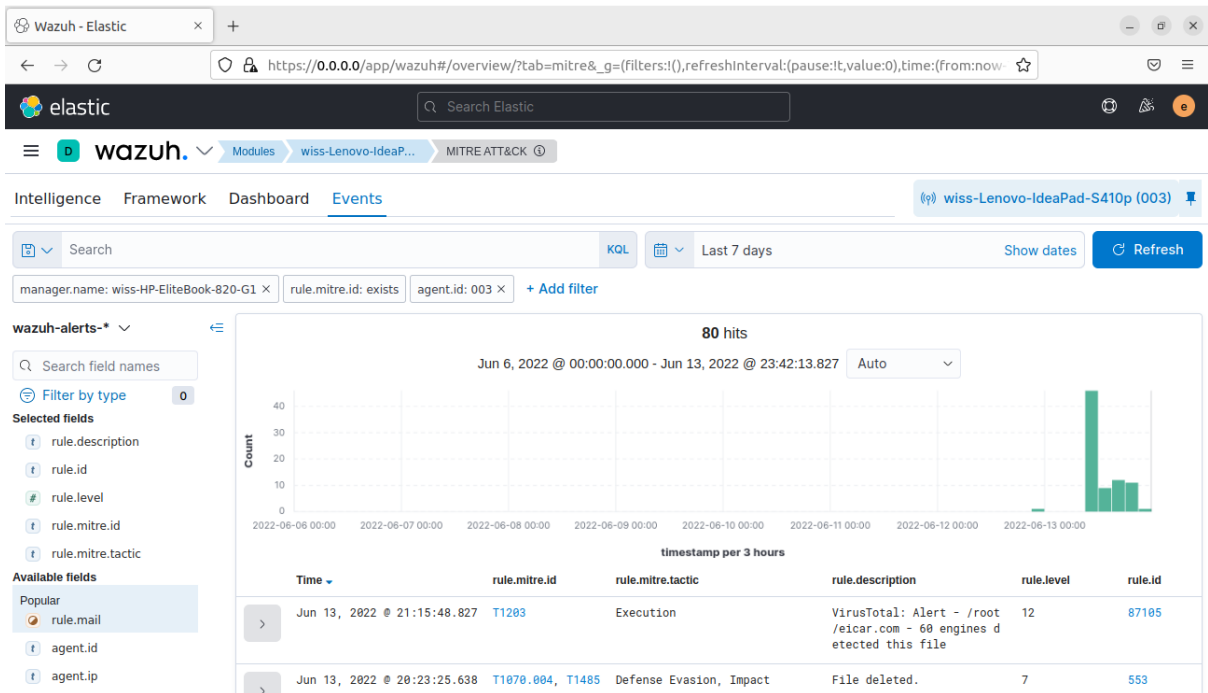 Wazuh - Elastic
https://0.0.0.0/app/wazuh#/overview/?tab=mitre&_g=(filters:!(),refreshInterval:(pause:!t,value:0),time:(from:now-
elastic
Search Elastic
e
D wazuh. Modules wiss-Lenovo-IdeaP... MITRE ATT&CK
Intelligence Framework Dashboard Events wiss-Lenovo-IdeaPad-S410p (003)
Search KQL Last 7 days Show dates Refresh
manager.name: wiss-HP-EliteBook-820-G1 × rule.mitre.id: exists agent.id: 003 × + Add filter
wazuh-alerts-*
Search field names
Filter by type 0
Selected fields
t rule.description
t rule.id
# rule.level
t rule.mitre.id
t rule.mitre.tactic
Available fields
Popular
rule.mail
t agent.id
t agent.ip
80 hits
Jun 6, 2022 @ 00:00:00.000 - Jun 13, 2022 @ 23:42:13.827 Auto
Count
40
30
20
10
0
2022-06-06 00:00 2022-06-07 00:00 2022-06-08 00:00 2022-06-09 00:00 2022-06-10 00:00 2022-06-11 00:00 2022-06-12 00:00 2022-06-13 00:00
timestamp per 3 hours
Time rule.mitre.id rule.mitre.tactic rule.description rule.level rule.id
Jun 13, 2022 @ 21:15:48.827 T1203 Execution VirusTotal: Alert - /root 12 87105
/eicar.com - 60 engines d
etected this file
Jun 13, 2022 @ 20:23:25.638 T1070.004, T1485 Defense Evasion, Impact File deleted. 7 553